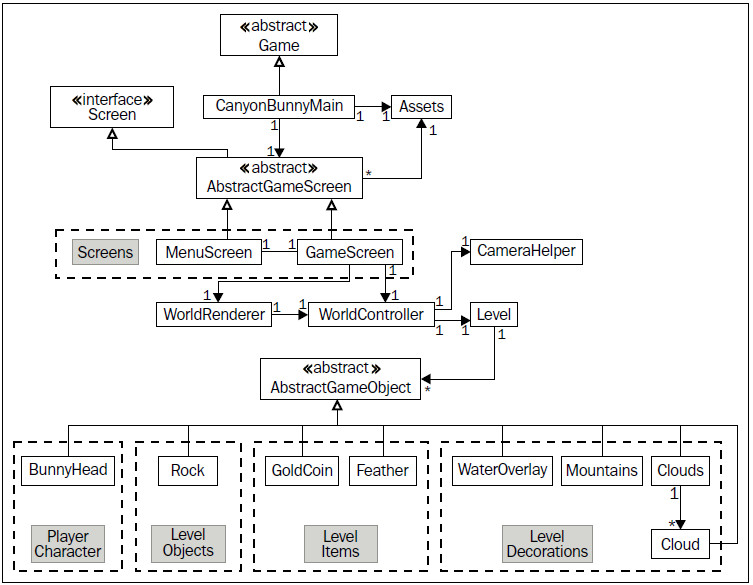 «abstract»
Game
«interface»
Screen
CanyonBunnyMain
1
1
Assets
1
1
1
«abstract»
AbstractGameScreen
*
Screens
MenuScreen
1
1
GameScreen
1
1
CameraHelper
1
1
WorldRenderer
1
1
WorldController
1
1
1
Level
1
«abstract»
AbstractGameObject
*
BunnyHead
Rock
GoldCoin
Feather
WaterOverlay
Mountains
Clouds
1
*
Cloud
Player
Character
Level
Objects
Level
Items
Level
Decorations